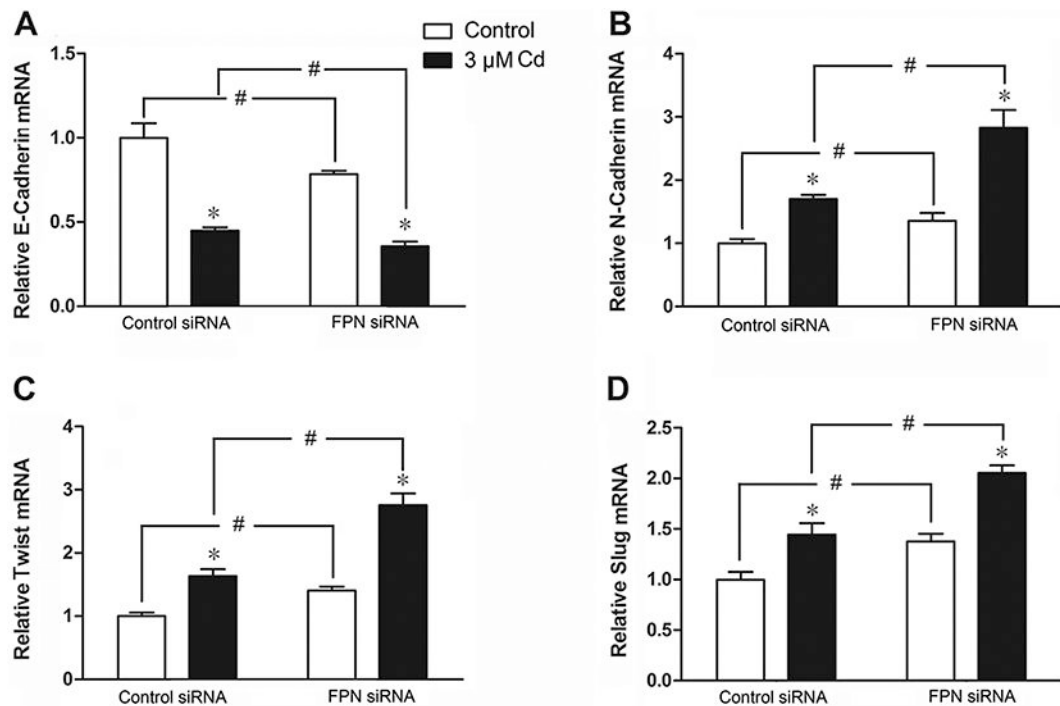 A
Control
3 µM Cd
Relative E-Cadherin mRNA
1.5
1.0
0.5
0.0
#
#
*
*
Control siRNA
FPN siRNA
B
Relative N-Cadherin mRNA
4
3
2
1
0
#
#
*
*
Control siRNA
FPN siRNA
C
Relative Twist mRNA
4
3
2
1
0
#
#
*
*
Control siRNA
FPN siRNA
D
Relative Slug mRNA
2.5
2.0
1.5
1.0
0.5
0.0
#
#
*
*
Control siRNA
FPN siRNA